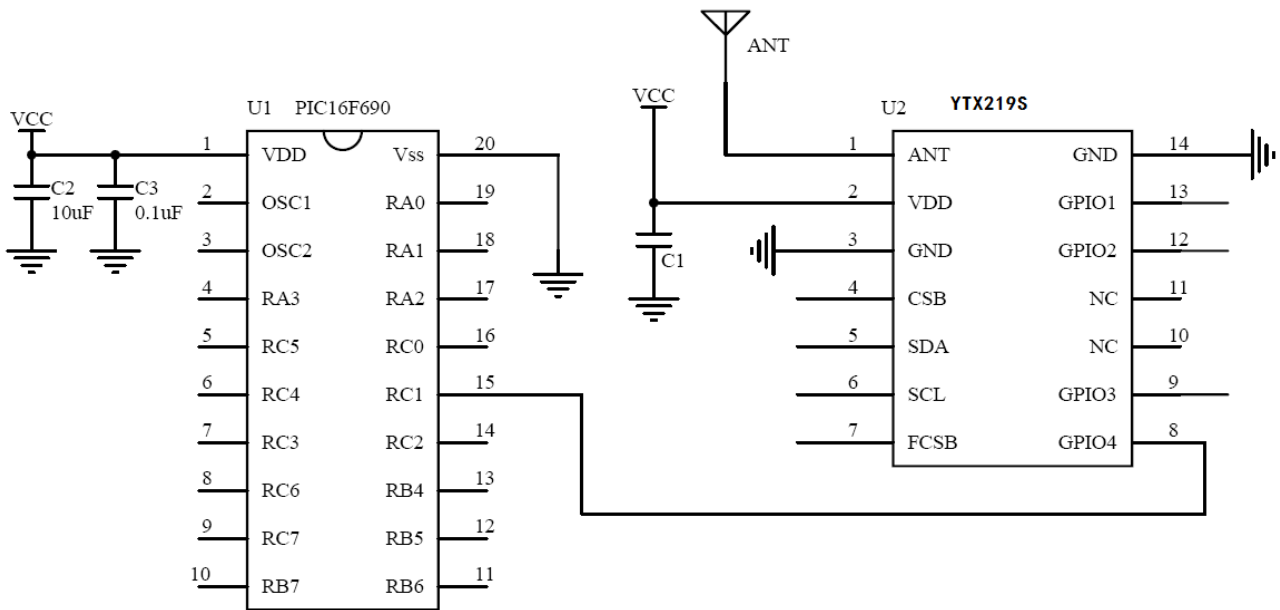 ANT
VCC
U1 PIC16F690
VCC
U2 YTX219S
C2
10uF
C3
0.1uF
1 VDD Vss 20
2 OSC1 RA0 19
3 OSC2 RA1 18
4 RA3 RA2 17
5 RC5 RC0 16
6 RC4 RC1 15
7 RC3 RC2 14
8 RC6 RB4 13
9 RC7 RB5 12
10 RB7 RB6 11
C1
1 ANT GND 14
2 VDD GPIO1 13
3 GND GPIO2 12
4 CSB NC 11
5 SDA NC 10
6 SCL GPIO3 9
7 FCSB GPIO4 8